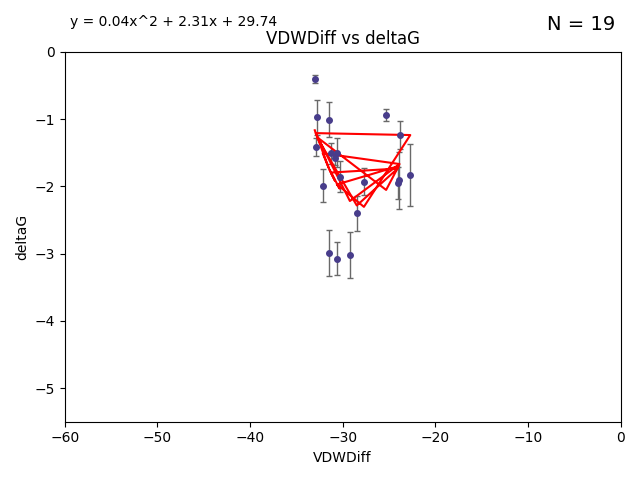 y = 0.04x^2 + 2.31x + 29.74
N = 19
VDWDiff vs deltaG
0
−1
−2
−3
−4
−5
deltaG
−60 −50 −40 −30 −20 −10 0
VDWDiff